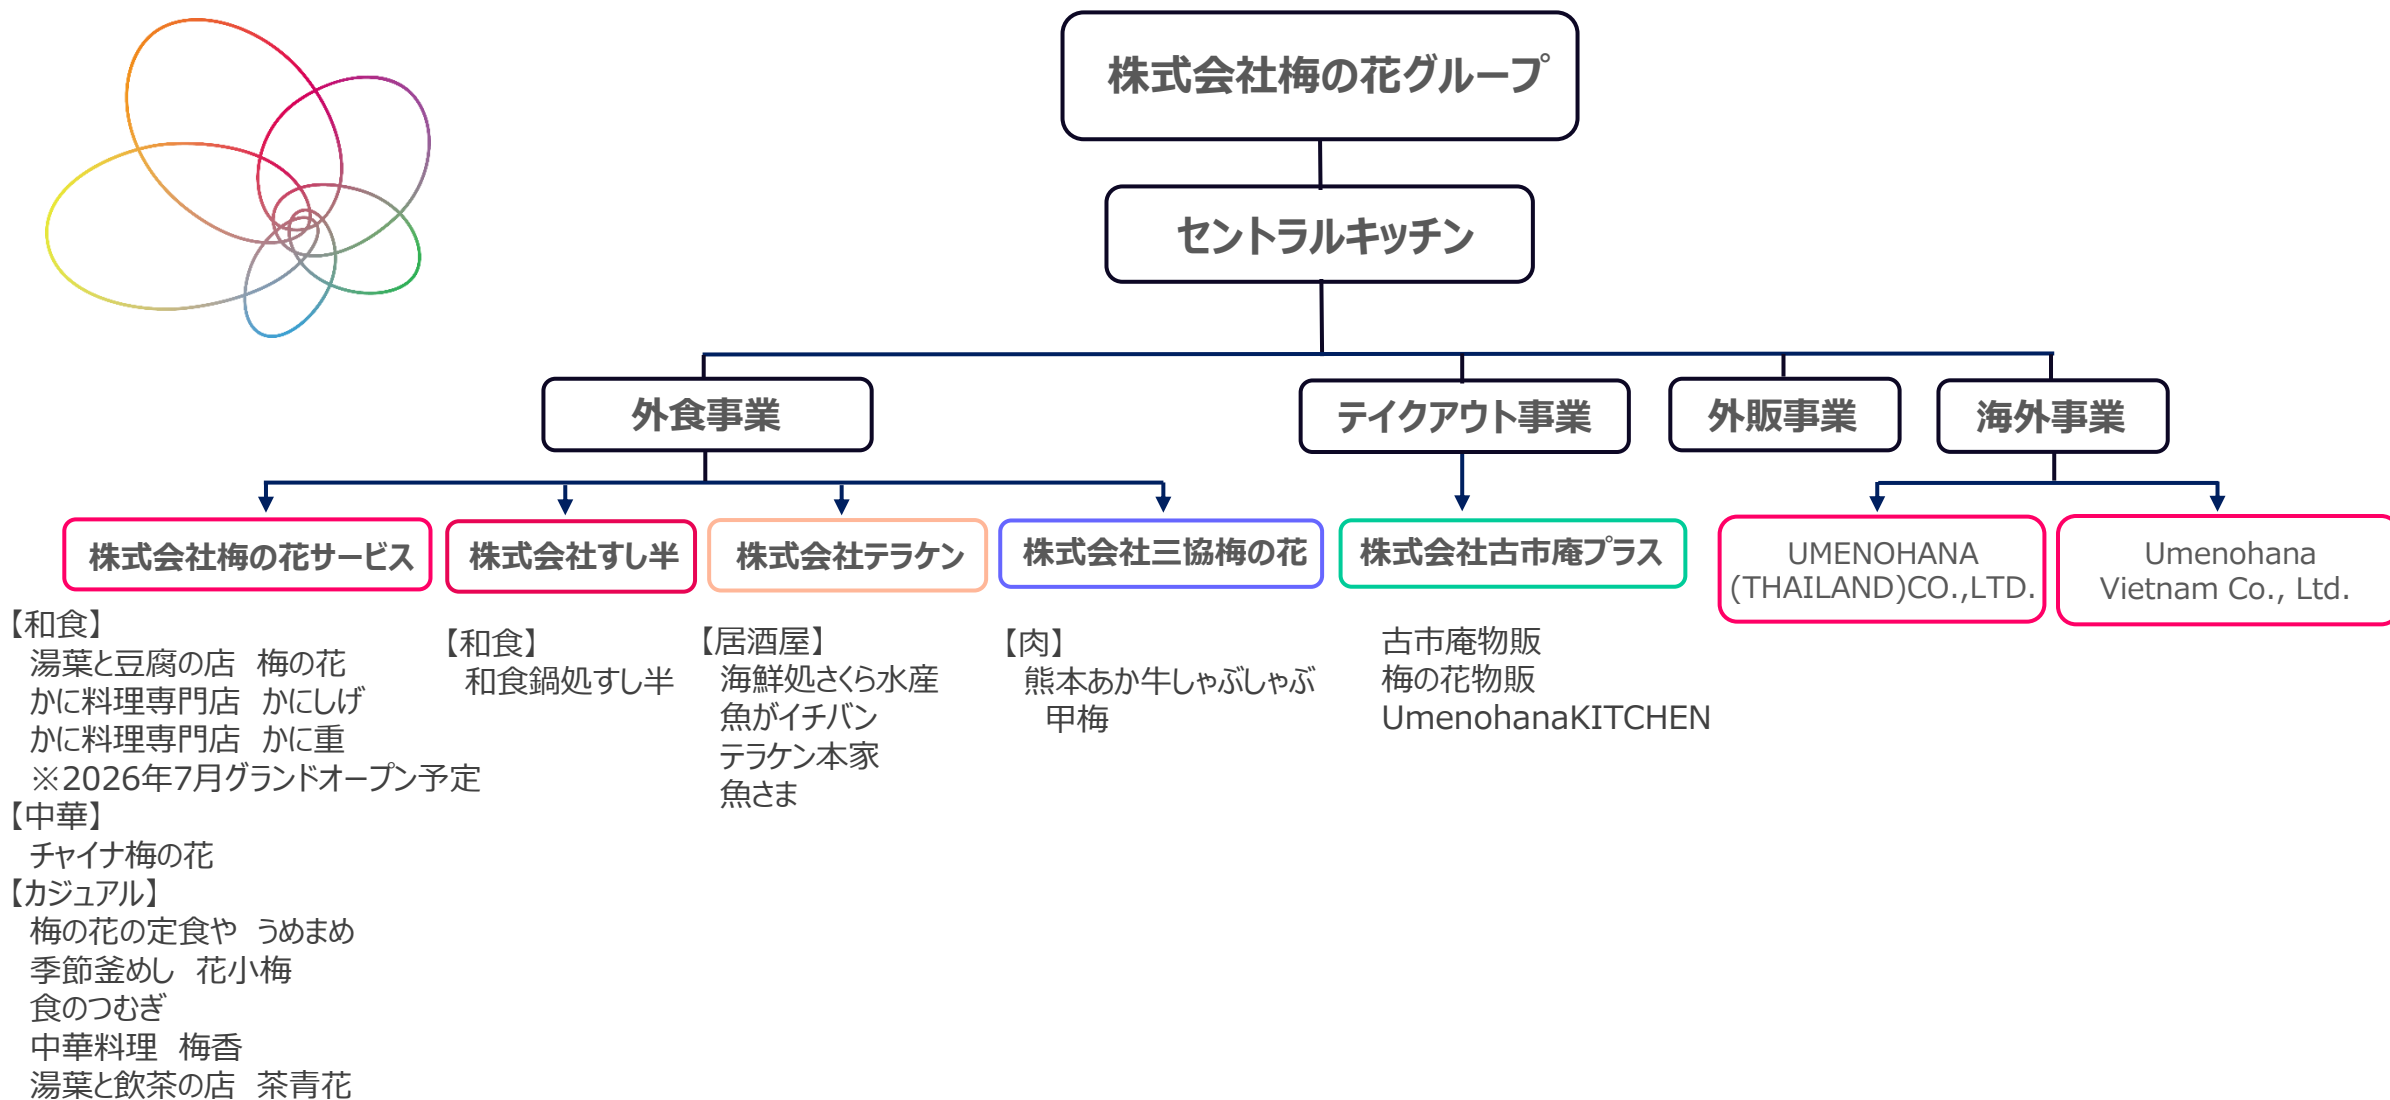 株式会社梅の花グループ
セントラルキッチン
外食事業
テイクアウト事業
外販事業
海外事業
株式会社梅の花サービス
株式会社すし半
株式会社テラケン
株式会社三協梅の花
株式会社古市庵プラス
UMENOHANA
(THAILAND)CO.,LTD.
Umenohana
Vietnam Co., Ltd.
【和食】
湯葉と豆腐の店　梅の花
かに料理専門店　かにしげ
かに料理専門店　かに重
※2026年7月グランドオープン予定
【中華】
チャイナ梅の花
【カジュアル】
梅の花の定食や　うめまめ
季節釜めし　花小梅
食のつむぎ
中華料理　梅香
湯葉と飲茶の店　茶青花
【和食】
和食鍋処すし半
【居酒屋】
海鮮処さくら水産
魚がイチバン
テラケン本家
魚さま
【肉】
熊本あか牛しゃぶしゃぶ
甲梅
古市庵物販
梅の花物販
UmenohanaKITCHEN